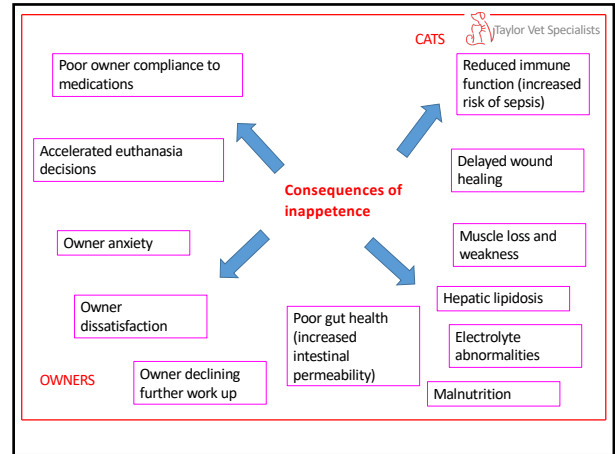 CATS
Taylor Vet Specialists
Poor owner compliance to
medications
Reduced immune
function (increased
risk of sepsis)
Accelerated euthanasia
decisions
Delayed wound
healing
Consequences of
inappetence
Owner anxiety
Muscle loss and
weakness
Owner
dissatisfaction
Hepatic lipidosis
Poor gut health
(increased
intestinal
permeability)
Electrolyte
abnormalities
OWNERS
Owner declining
further work up
Malnutrition